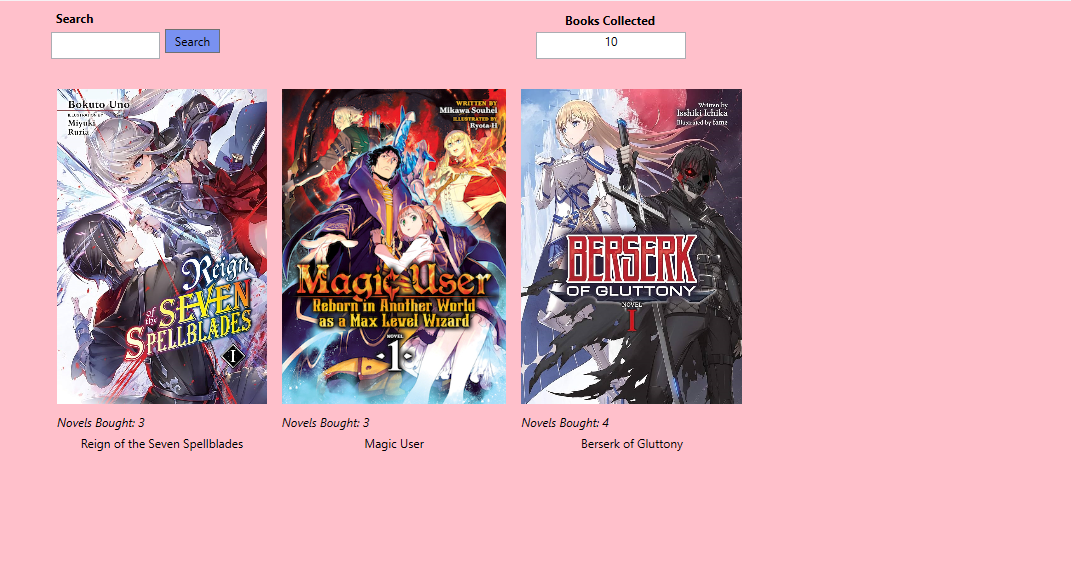 Search
Books Collected
Search
10
Bokuto Uno
ILLUSTRATION BY
Miyuki
Ruria
Reign
of the
SEVEN
SPELLBLADES
I
WRITTEN BY
Mikawa Souhei
ILLUSTRATED BY
Ryota-H
Magic User
Reborn in Another World
as a Max Level Wizard
NOVEL
1
Written by
Isshiki Ichika
Illustrated by fame
BERSERK
OF GLUTTONY
NOVEL
I
Novels Bought: 3
Novels Bought: 3
Novels Bought: 4
Reign of the Seven Spellblades
Magic User
Berserk of Gluttony